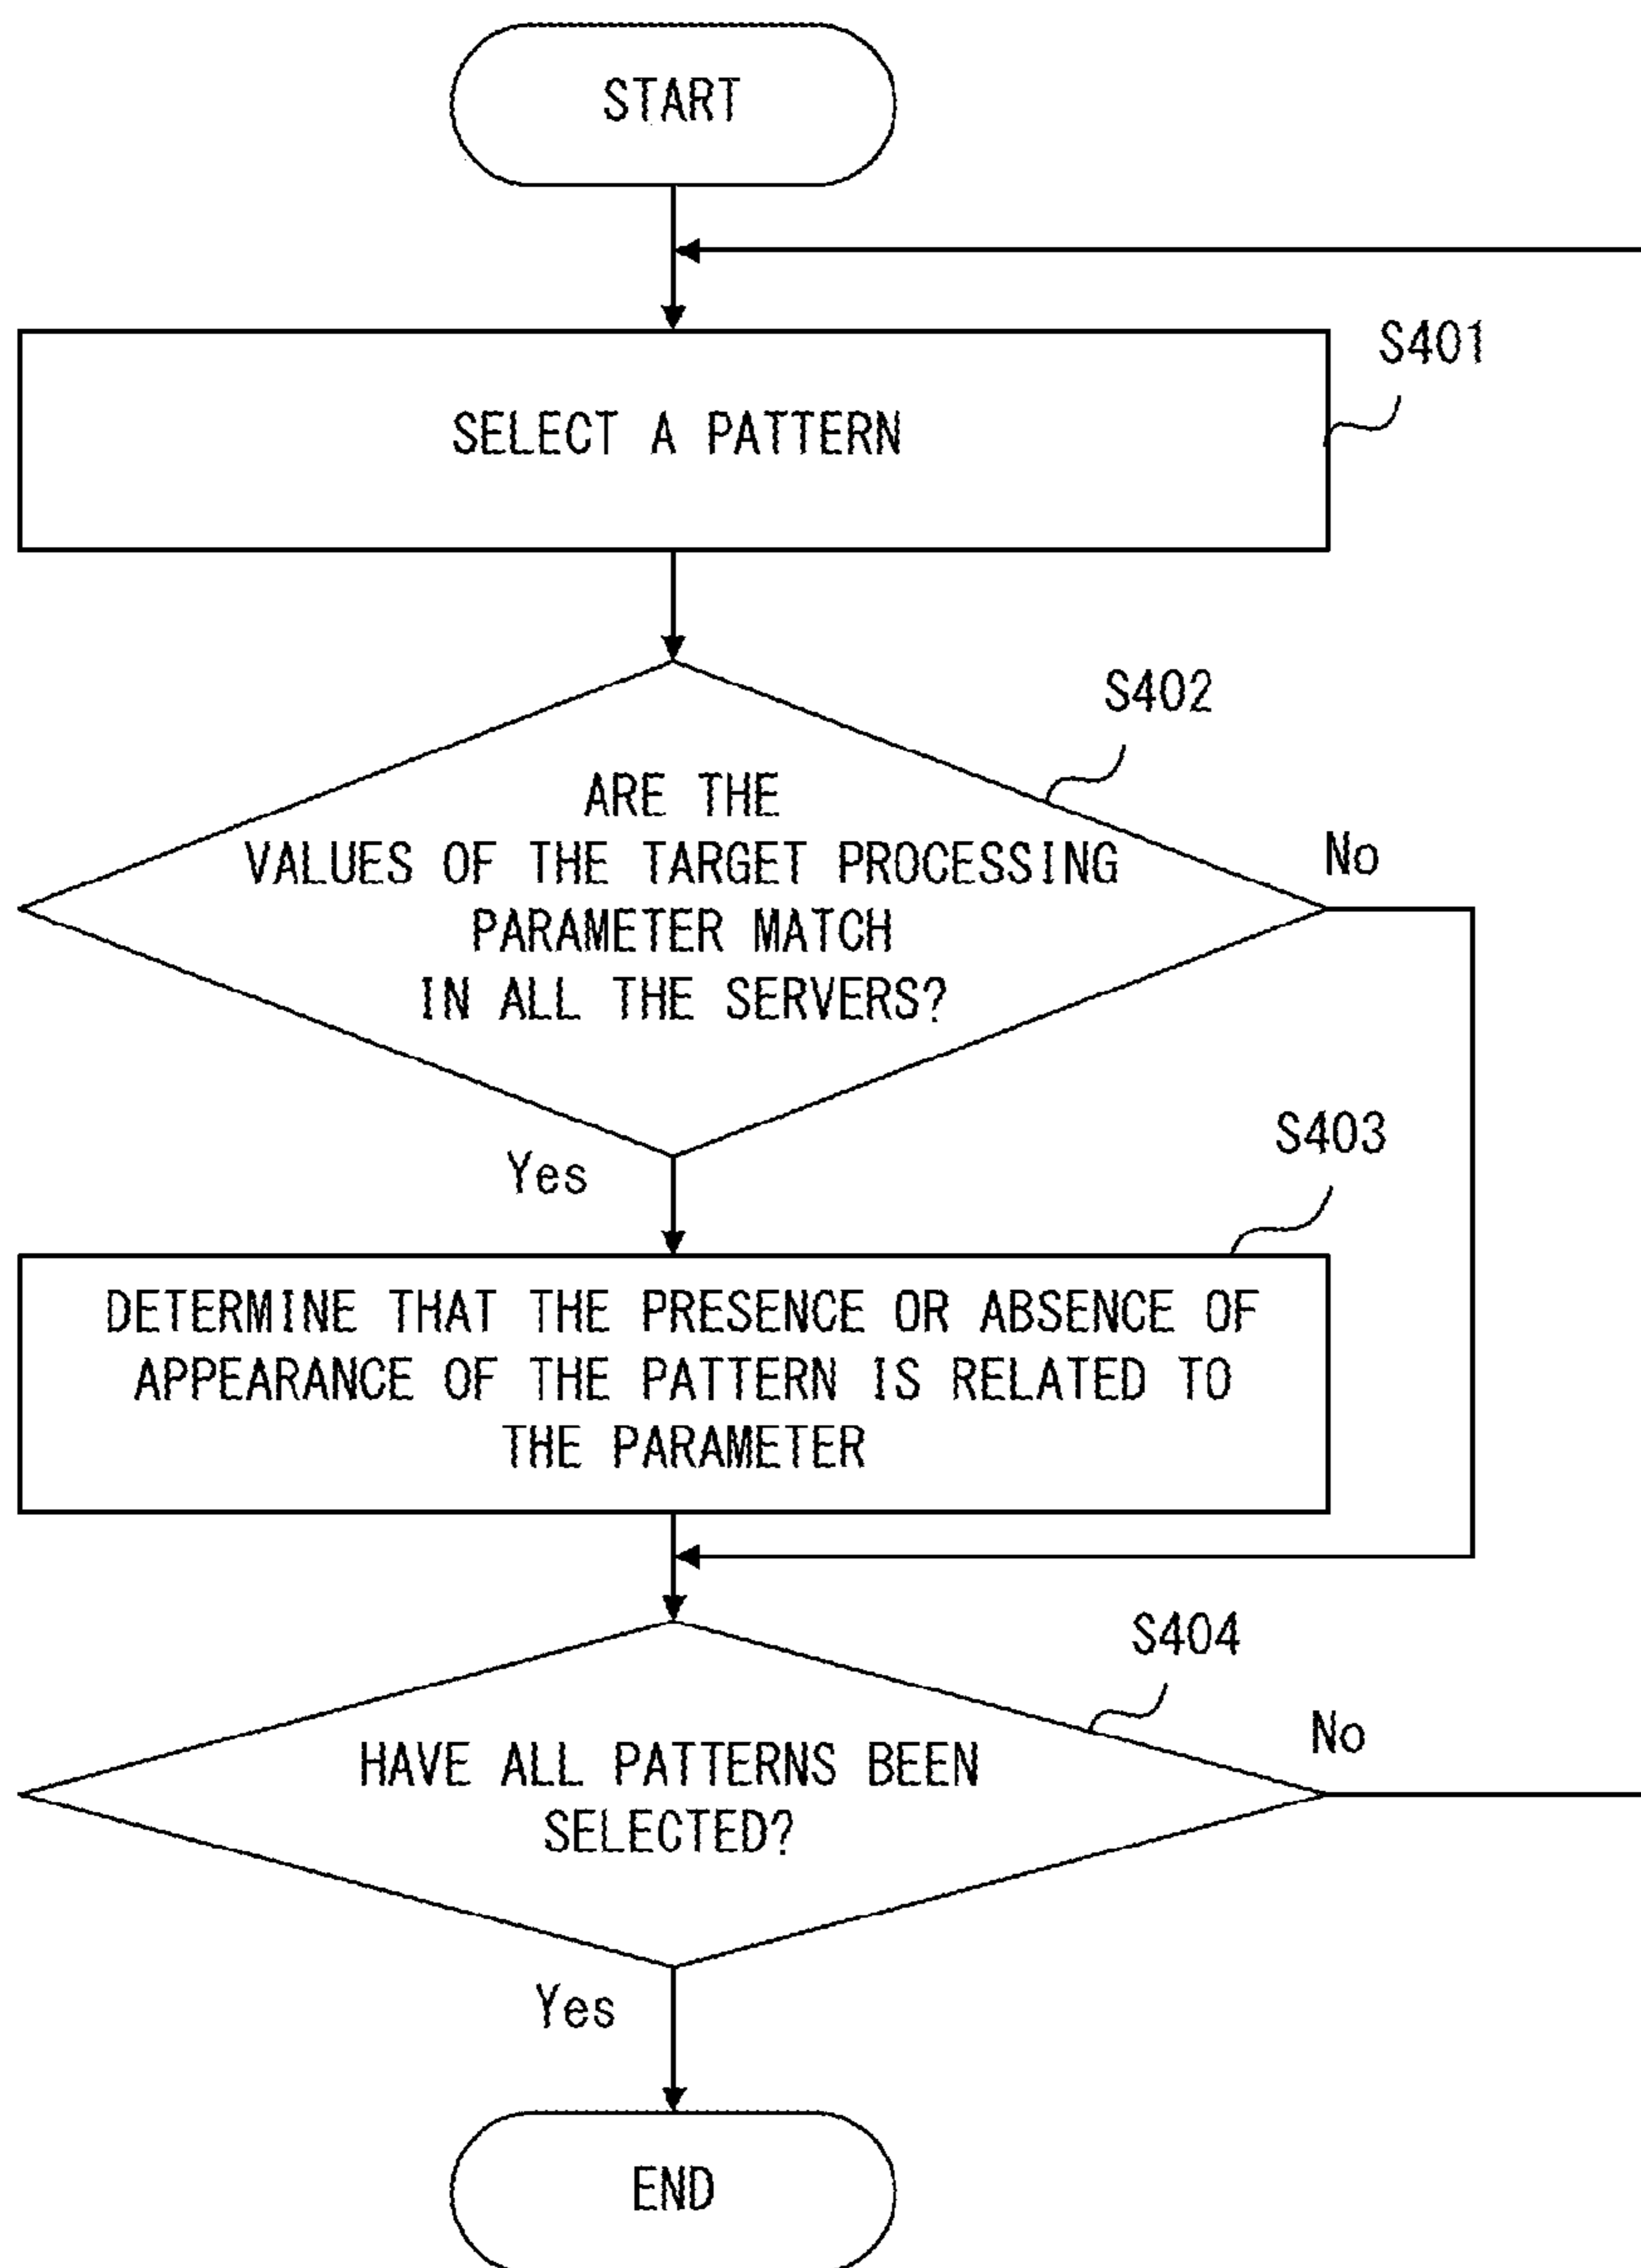 START
S401
SELECT A PATTERN
S402
ARE THE
VALUES OF THE TARGET PROCESSING
PARAMETER MATCH
IN ALL THE SERVERS?
No
Yes
S403
DETERMINE THAT THE PRESENCE OR ABSENCE OF
APPEARANCE OF THE PATTERN IS RELATED TO
THE PARAMETER
S404
HAVE ALL PATTERNS BEEN
SELECTED?
No
Yes
END